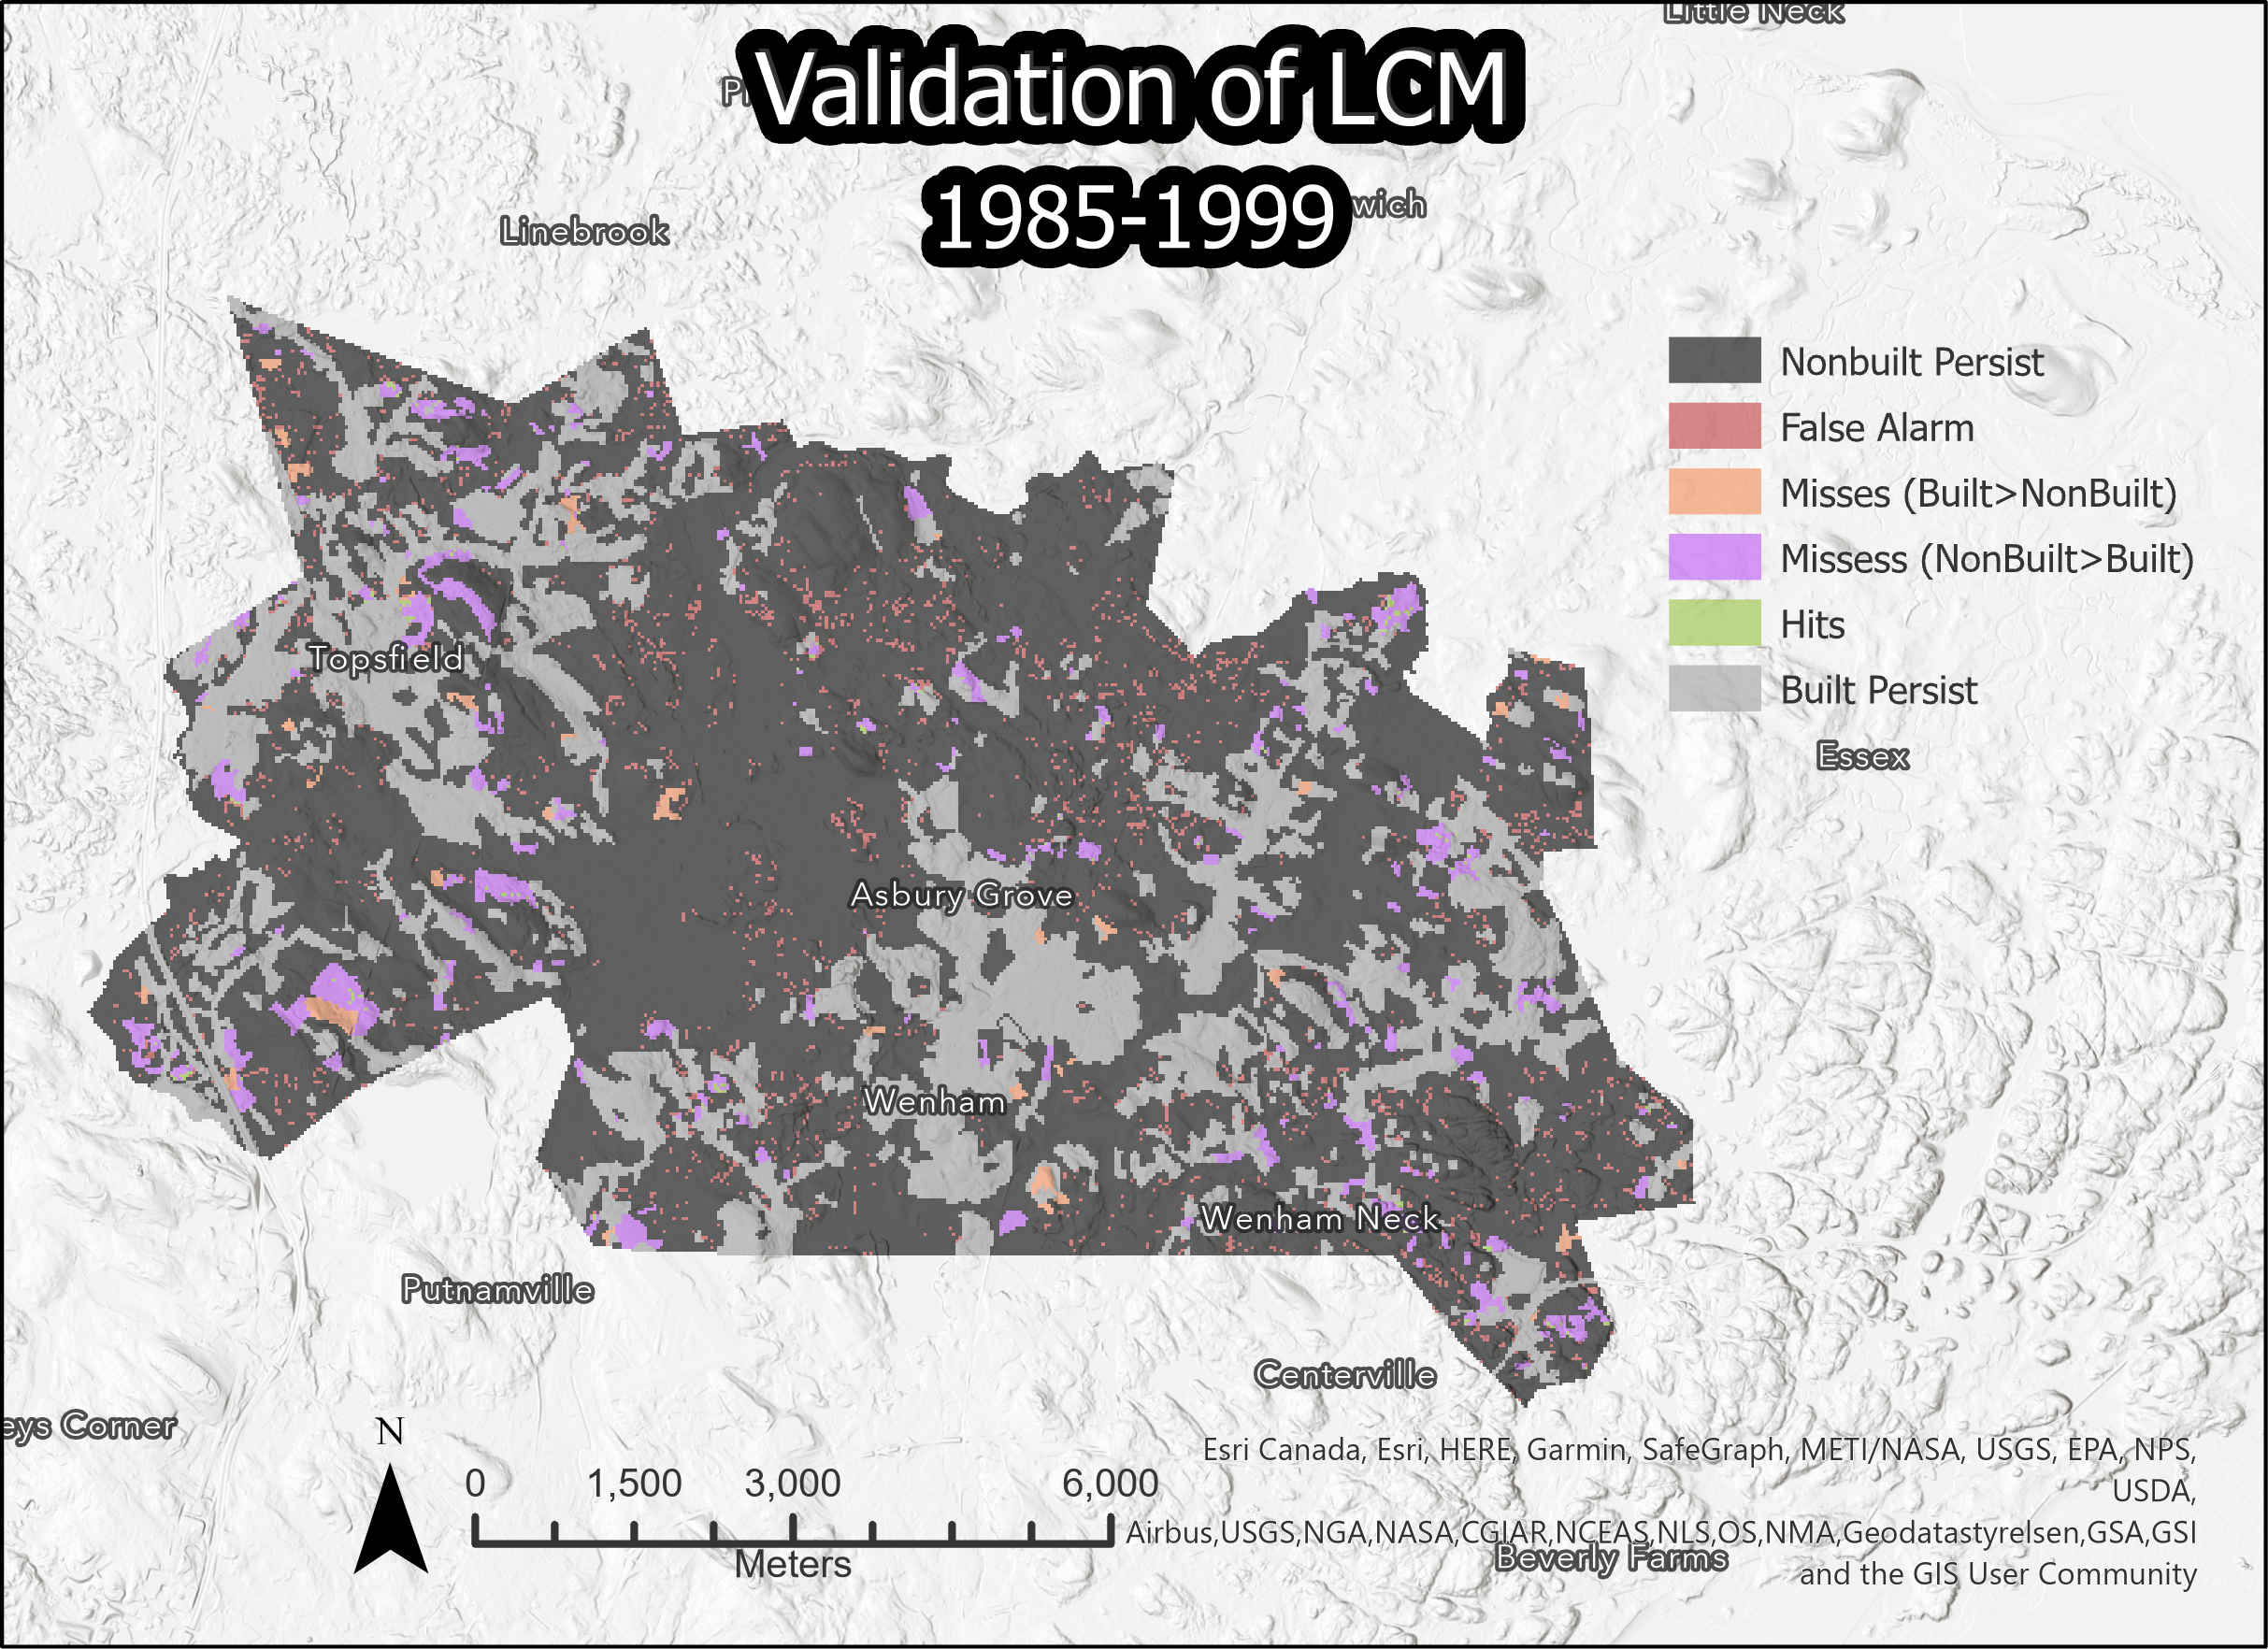 Little Neck
Validation of LCM
1985-1999
wich
Linebrook
Nonbuilt Persist
False Alarm
Misses (Built>NonBuilt)
Missess (NonBuilt>Built)
Hits
Built Persist
Topsfield
Essex
Asbury Grove
Wenham
Wenham Neck
Putnamville
Centerville
eys Corner
N
0 1,500 3,000 6,000
Meters
Esri Canada, Esri, HERE, Garmin, SafeGraph, METI/NASA, USGS, EPA, NPS,
USDA,
Airbus,USGS,NGA,NASA,CGIAR,NCEAS,NLS,OS,NMA,Geodatastyrelsen,GSA,GSI
and the GIS User Community
Beverly Farms